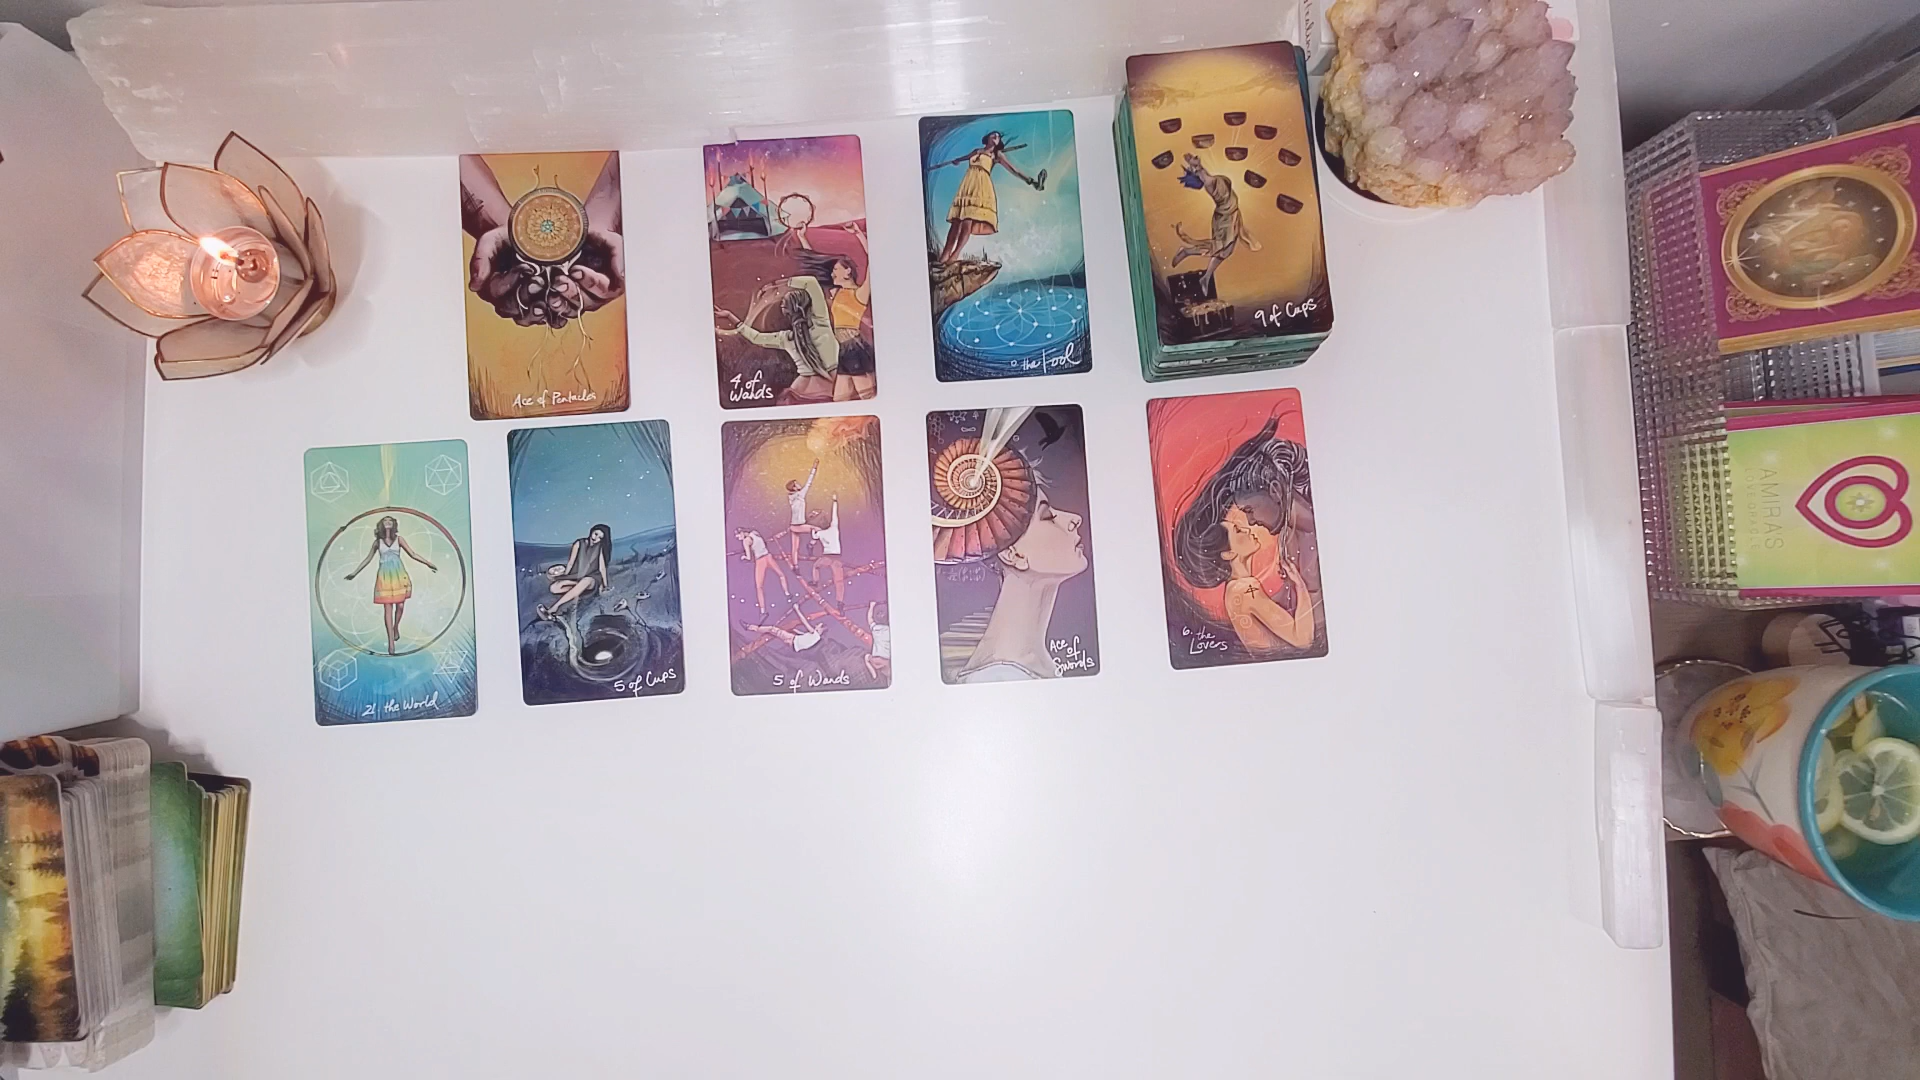 Ace of Pentacles
4 of
Wands
0. the Fool
9 of Cups
21. the World
5 of Cups
5 of Wands
Ace
of
Swords
6. the
Lovers
AMRAS